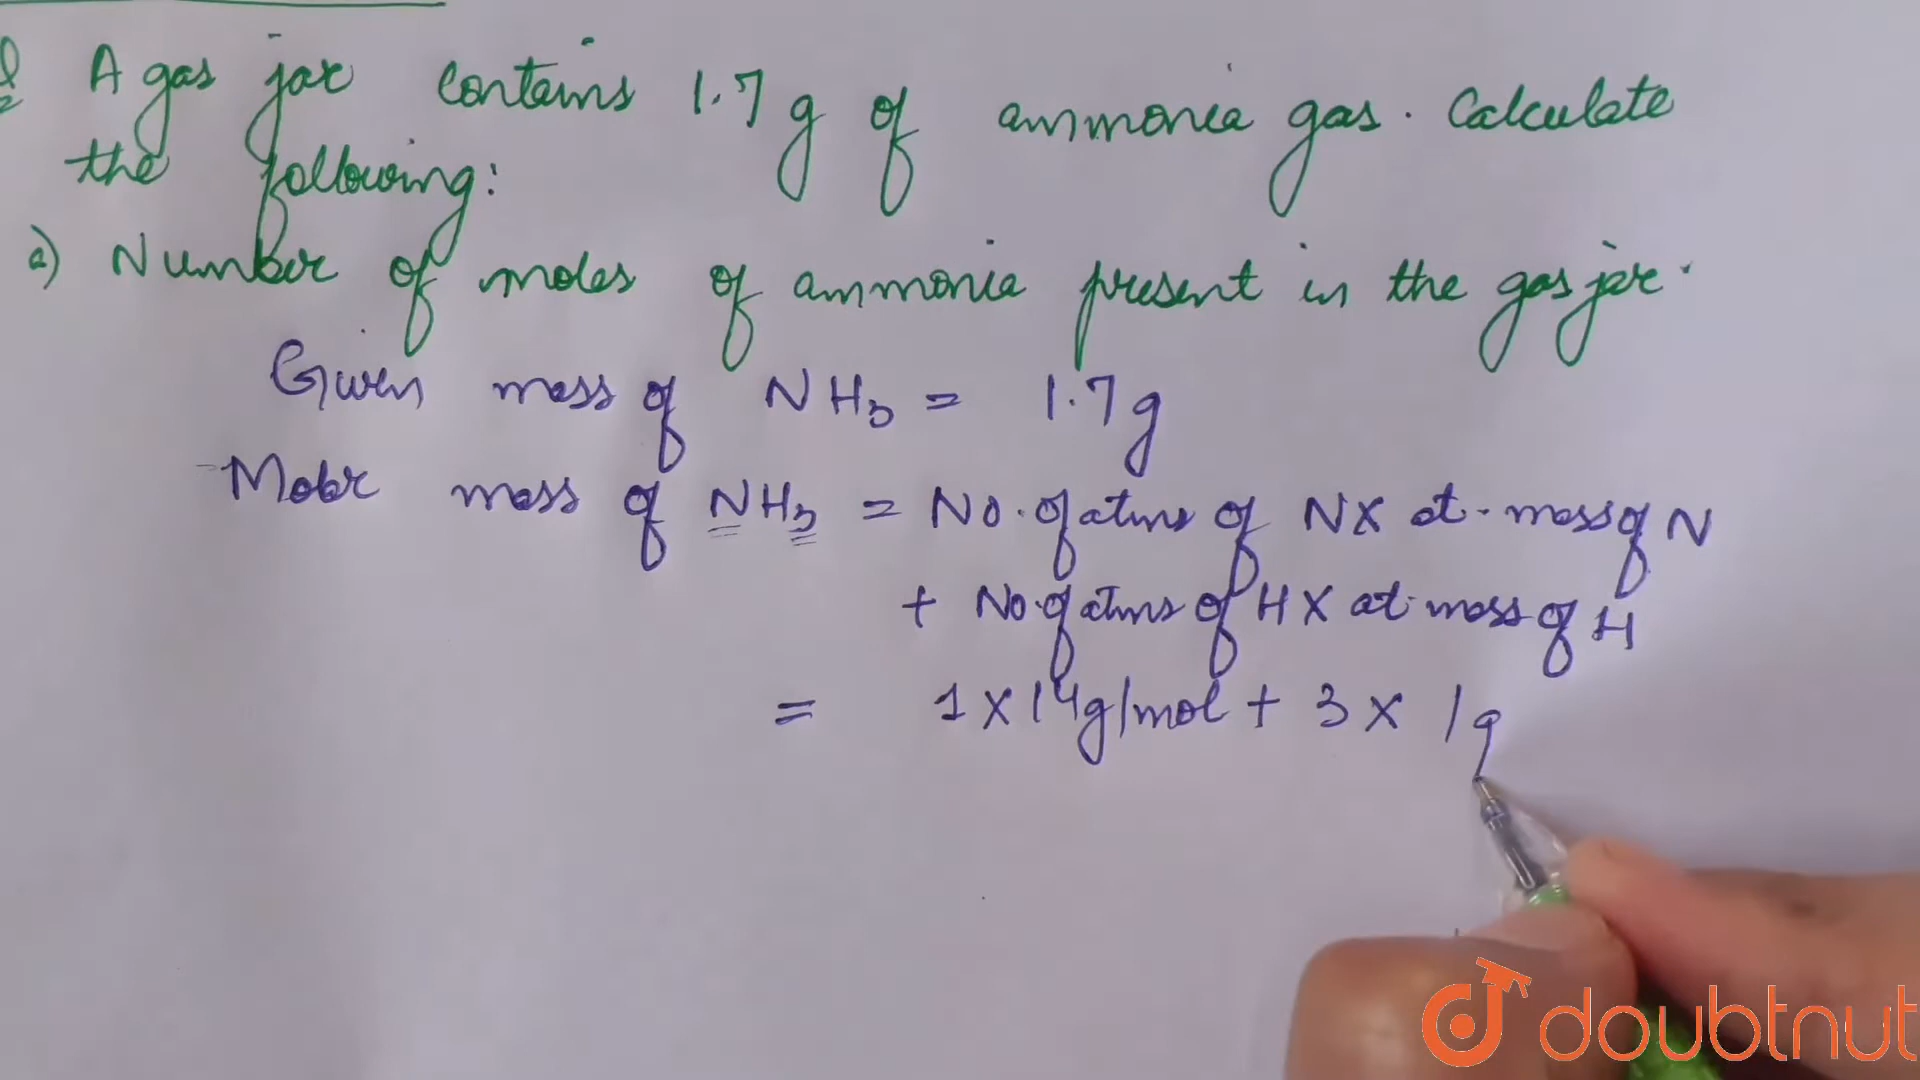 Q A gas jar contains 1.7 g of ammonia gas. Calculate
the following:
a) Number of moles of ammonia present in the gas jar.
Given mass of NH3 = 1.7 g
Molar mass of NH3 = No. of atms of N X at. mass of N
+ No. of atms of H X at. mass of H
= 1 X 14 g/mol + 3 X 1 g
doubtnut